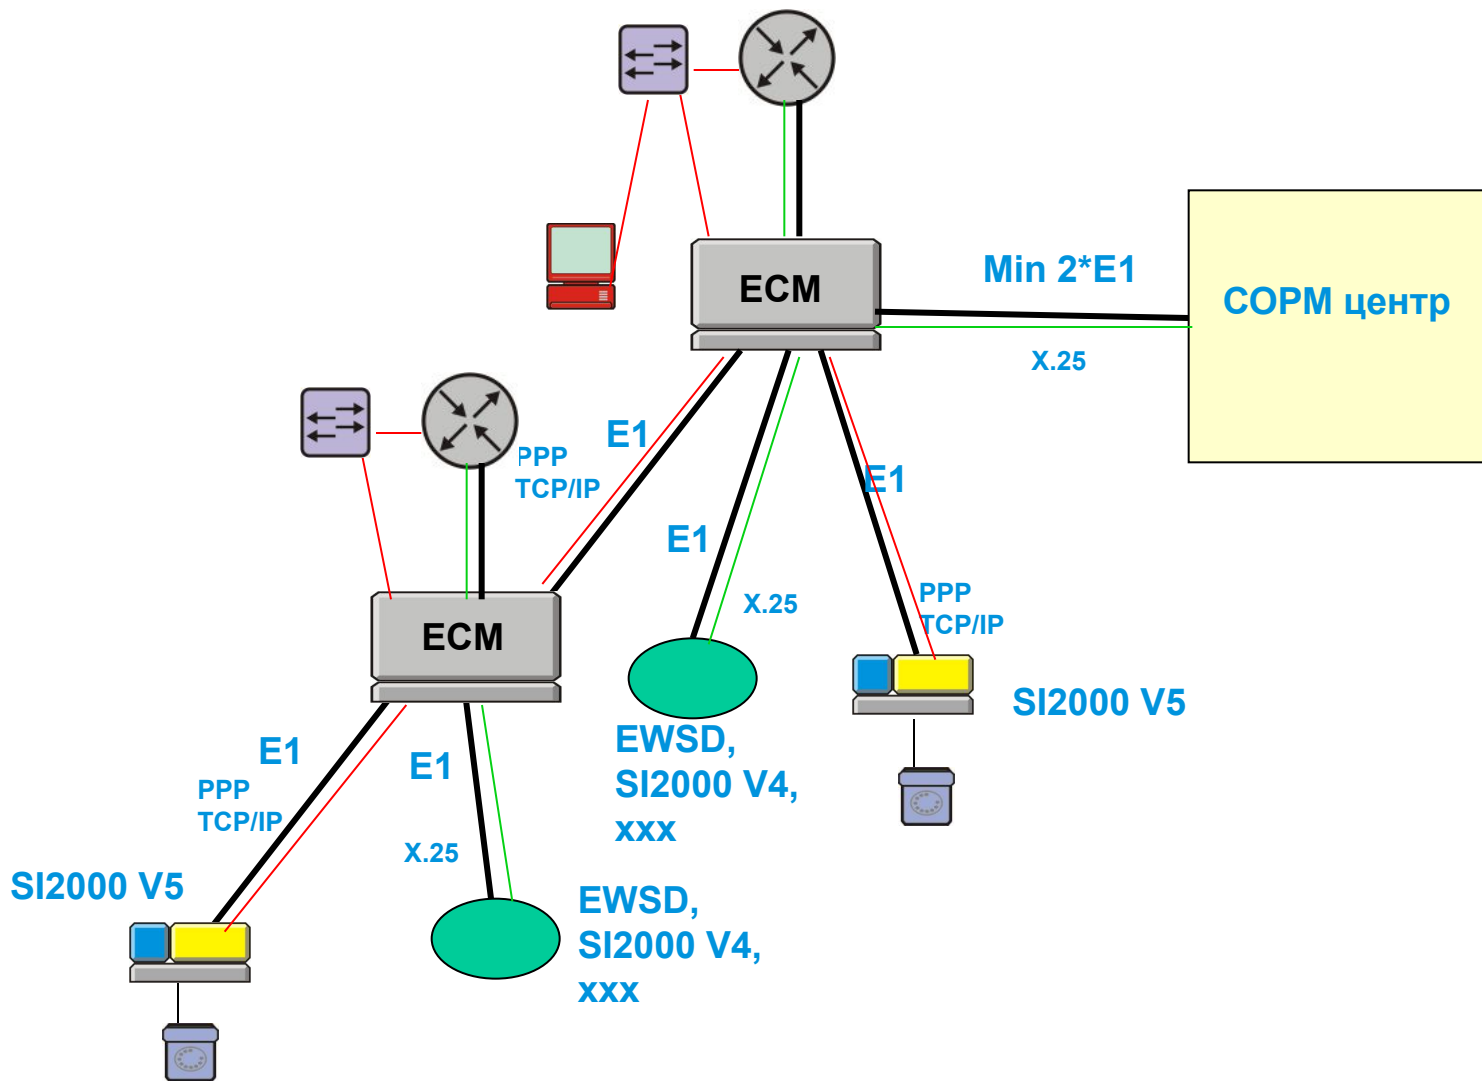 ECM
Min 2*E1
СОРМ центр
X.25
E1
PPP
TCP/IP
E1
E1
X.25
PPP
TCP/IP
ECM
SI2000 V5
EWSD,
SI2000 V4,
xxx
E1
E1
PPP
TCP/IP
X.25
SI2000 V5
EWSD,
SI2000 V4,
xxx